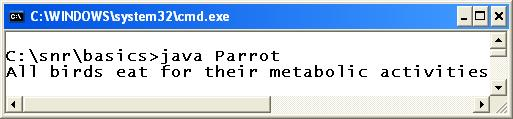 C:\WINDOWS\system32\cmd.exe
C:\snr\basics>java Parrot
All birds eat for their metabolic activities